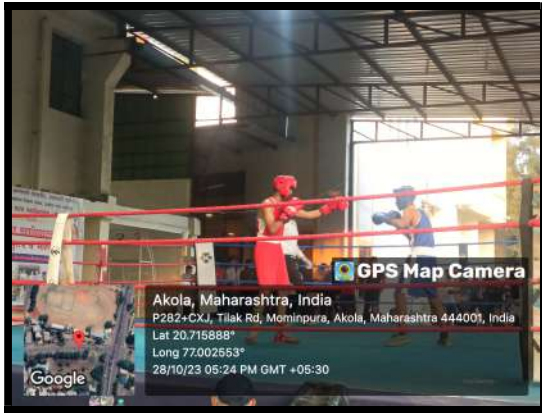 GPS Map Camera
Akola, Maharashtra, India
P282+CXJ, Tilak Rd, Mominpura, Akola, Maharashtra 444001, India
Lat 20.715888°
Long 77.002553°
28/10/23 05:24 PM GMT +05:30
Google